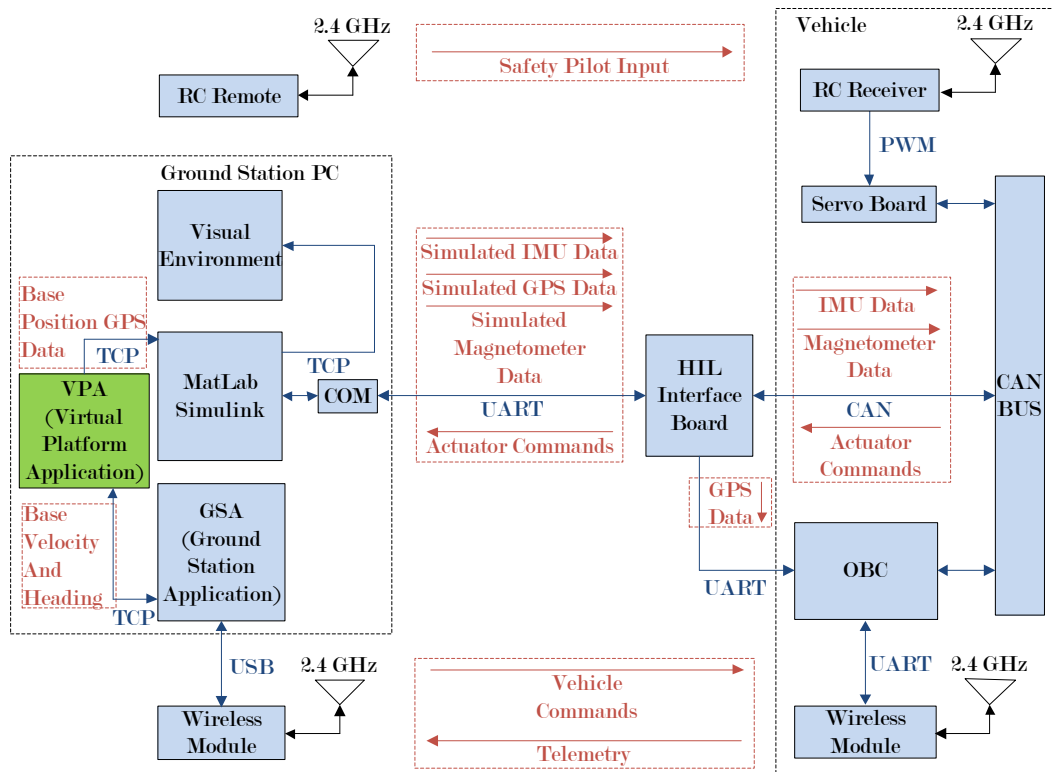 2.4 GHz
RC Remote
Safety Pilot Input
Vehicle
2.4 GHz
RC Receiver
PWM
Servo Board
Ground Station PC
Visual
Environment
Base
Position GPS
Data
TCP
VPA
(Virtual
Platform
Application)
MatLab
Simulink
TCP
COM
Base
Velocity
And
Heading
TCP
GSA
(Ground
Station
Application)
USB
Wireless
Module
2.4 GHz
Simulated IMU Data
Simulated GPS Data
Simulated
Magnetometer
Data
UART
Actuator Commands
HIL
Interface
Board
GPS
Data
UART
IMU Data
Magnetometer
Data
CAN
Actuator
Commands
CAN
BUS
OBC
UART
Wireless
Module
2.4 GHz
Vehicle
Commands
Telemetry